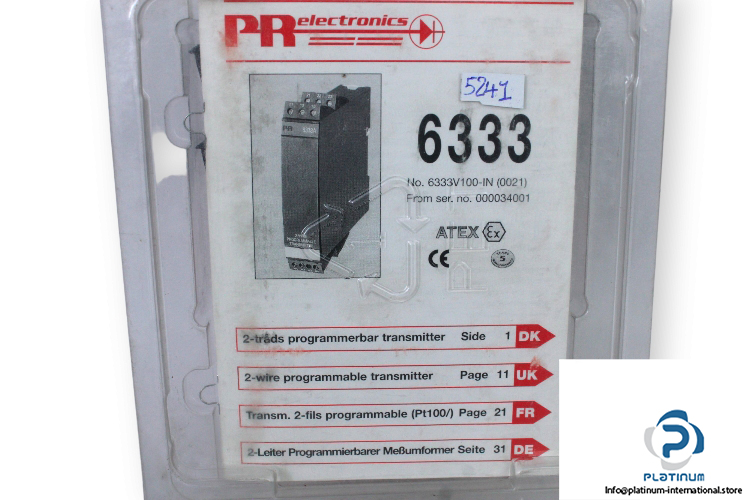 PR electronics
5241
6333
No. 6333V100-IN (0021)
From ser. no. 000034001
ATEX Ex
CE
5
2-tråds programmerbar transmitter Side 1 DK
2-wire programmable transmitter Page 11 UK
Transm. 2-fils programmable (Pt100/) Page 21 FR
2-Leiter Programmierbarer Meßumformer Seite 31 DE
PLATINUM
Info@platinum-international.store